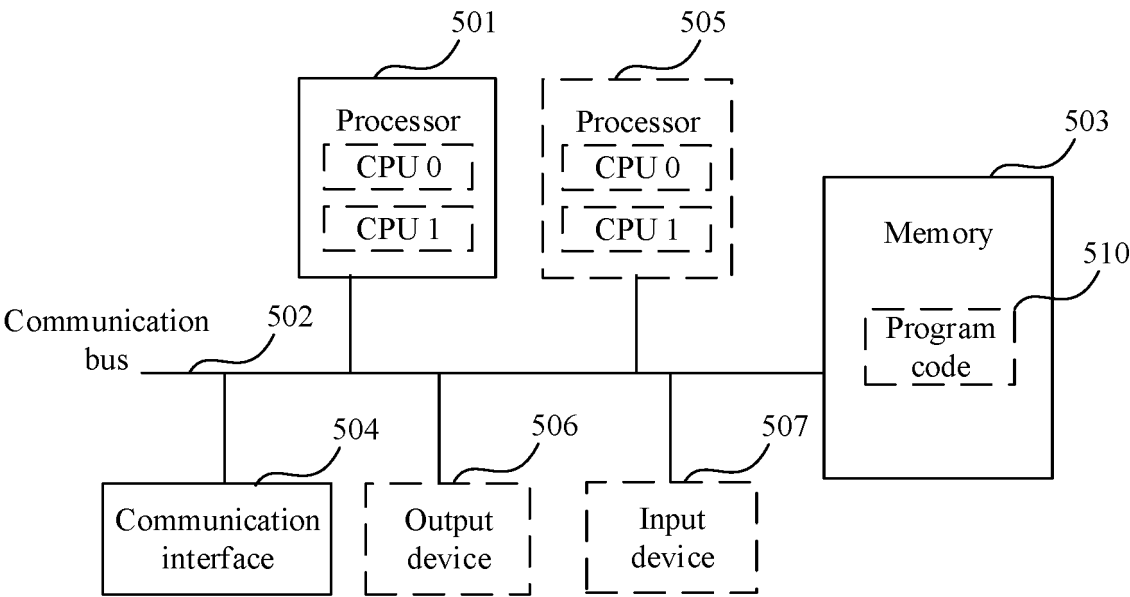 501
505
Processor
CPU 0
CPU 1
Processor
CPU 0
CPU 1
503
Memory
510
Program
code
Communication
bus
502
504
506
507
Communication
interface
Output
device
Input
device